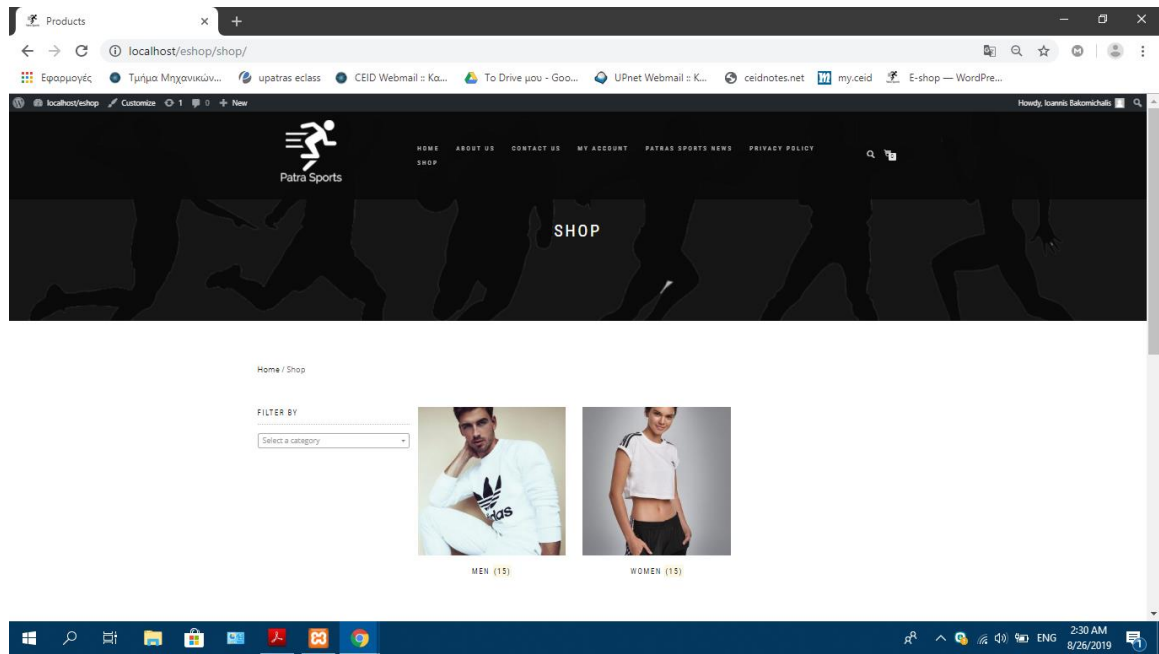 Products
localhost/eshop/shop/
Εφαρμογές Τμήμα Μηχανικών... upatras eclass CEID Webmail :: Κα... Το Drive μου - Goo... UPnet Webmail :: Κ... ceidnotes.net my.ceid E-shop — WordPre...
localhost/eshop Customize 1 0 + New Howdy, Ioannis Bakomichalis
Patra Sports
HOME ABOUT US CONTACT US MY ACCOUNT PATRAS SPORTS NEWS PRIVACY POLICY
SHOP
SHOP
Home / Shop
FILTER BY
Select a category
MEN (15)
WOMEN (15)
ENG
2:30 AM
8/26/2019